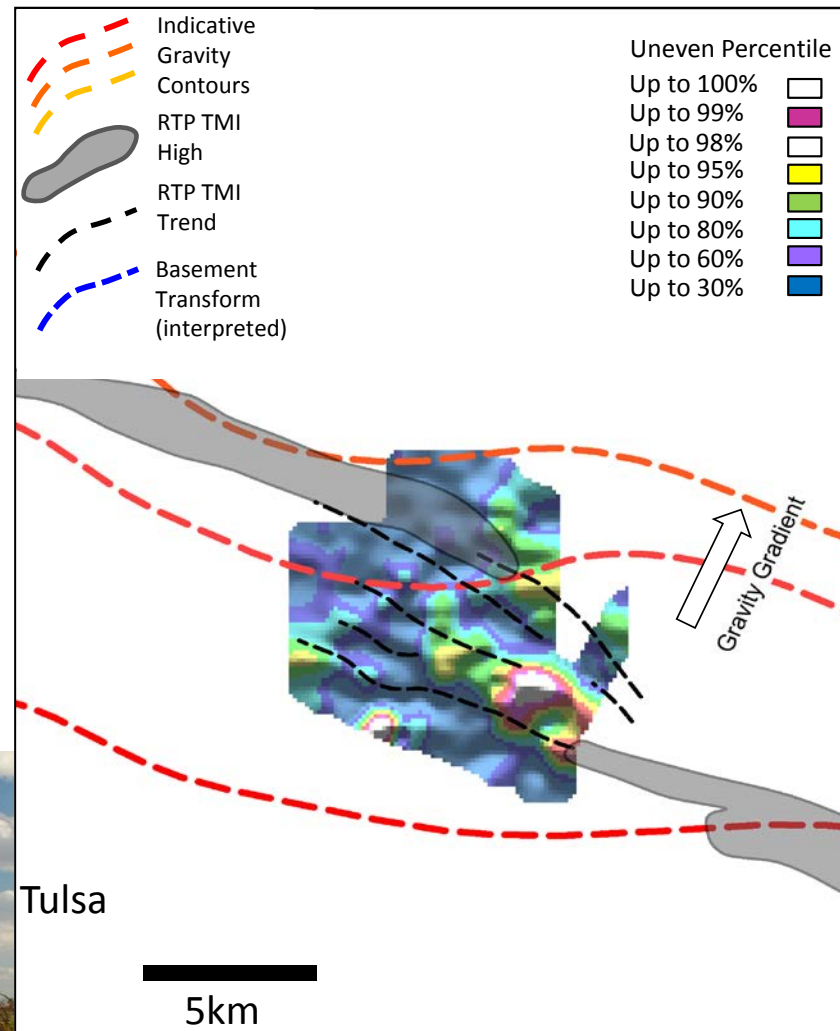 Indicative
Gravity
Contours
RTP TMI
High
RTP TMI
Trend
Basement
Transform
(interpreted)
Uneven Percentile
Up to 100%
Up to 99%
Up to 98%
Up to 95%
Up to 90%
Up to 80%
Up to 60%
Up to 30%
Gravity Gradient
Tulsa
5km